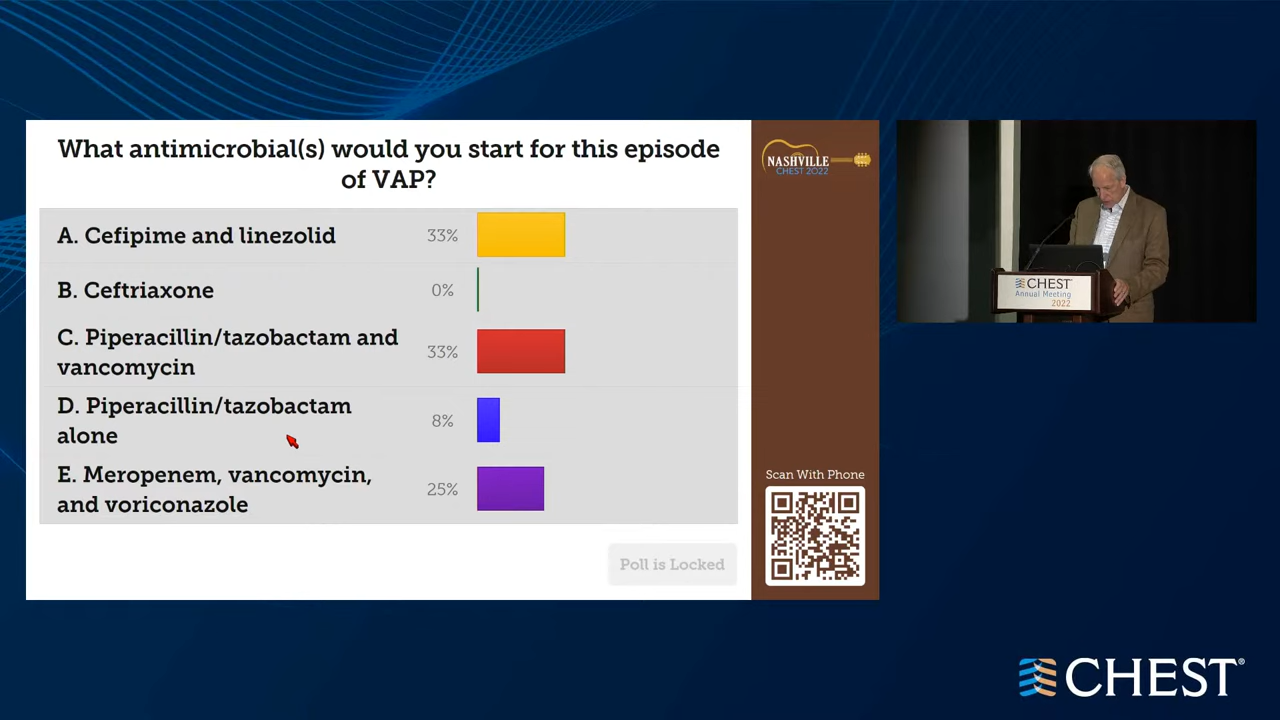 What antimicrobial(s) would you start for this episode
of VAP?
A. Cefipime and linezolid
33%
B. Ceftriaxone
0%
C. Piperacillin/tazobactam and
vancomycin
33%
D. Piperacillin/tazobactam
alone
8%
E. Meropenem, vancomycin,
and voriconazole
25%
Poll is Locked
NASHVILLE
CHEST 2022
Scan With Phone
CHEST
Annual Meeting
2022
CHEST®